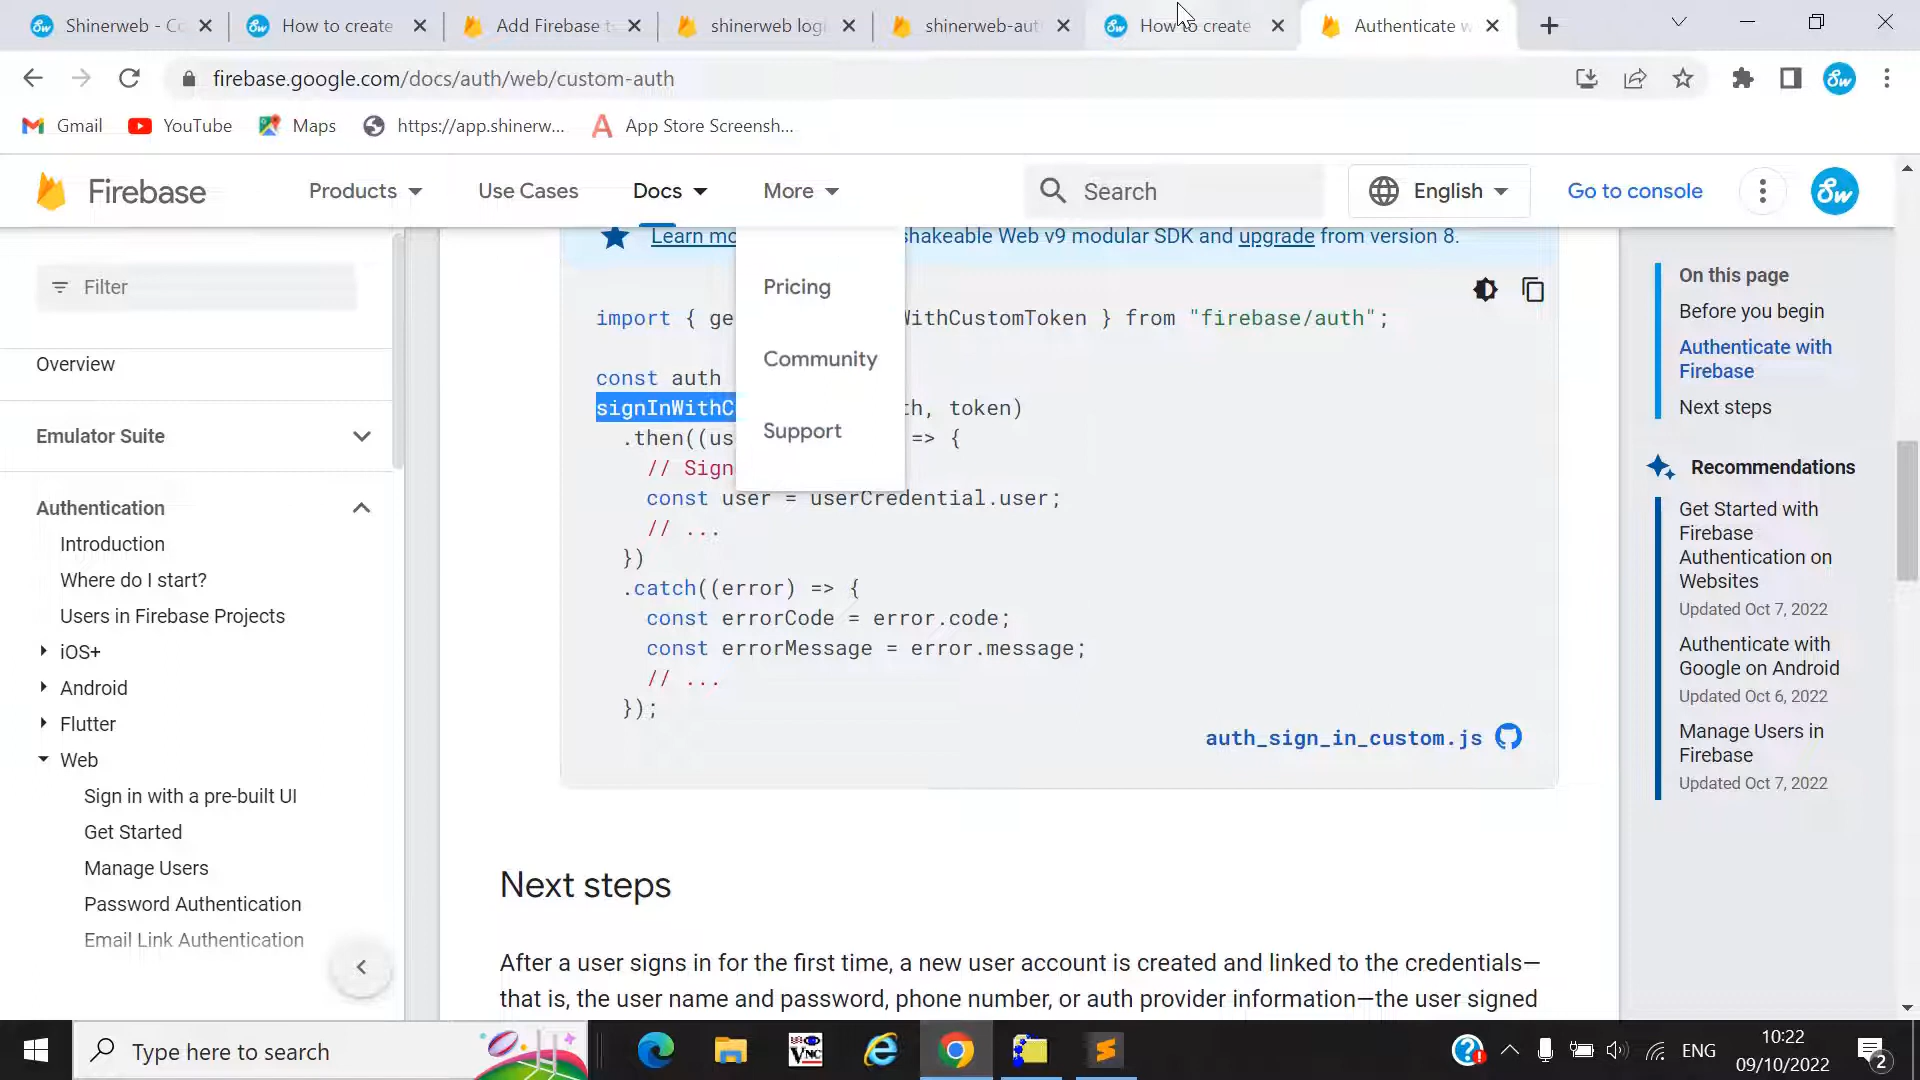 Shinerweb - Co
How to create
Add Firebase t
shinerweb logi
shinerweb-aut
How to create
Authenticate w
firebase.google.com/docs/auth/web/custom-auth
Gmail
YouTube
Maps
https://app.shinerw...
App Store Screensh...
Firebase
Products
Use Cases
Docs
More
Search
English
Go to console
Sw
Filter
Overview
Emulator Suite
Authentication
Introduction
Where do I start?
Users in Firebase Projects
iOS+
Android
Flutter
Web
Sign in with a pre-built UI
Get Started
Manage Users
Password Authentication
Email Link Authentication
Pricing
Community
Support
Learn mo shakeable Web v9 modular SDK and upgrade from version 8.
import { ge WithCustomToken } from "firebase/auth";
const auth
signInWithC th, token)
.then((us => {
// Sign
const user = userCredential.user;
// ...
})
.catch((error) => {
const errorCode = error.code;
const errorMessage = error.message;
// ...
});
auth_sign_in_custom.js
Next steps
After a user signs in for the first time, a new user account is created and linked to the credentials—
that is, the user name and password, phone number, or auth provider information—the user signed
On this page
Before you begin
Authenticate with
Firebase
Next steps
Recommendations
Get Started with
Firebase
Authentication on
Websites
Updated Oct 7, 2022
Authenticate with
Google on Android
Updated Oct 6, 2022
Manage Users in
Firebase
Updated Oct 7, 2022
Type here to search
VNC
ENG
10:22
09/10/2022
2